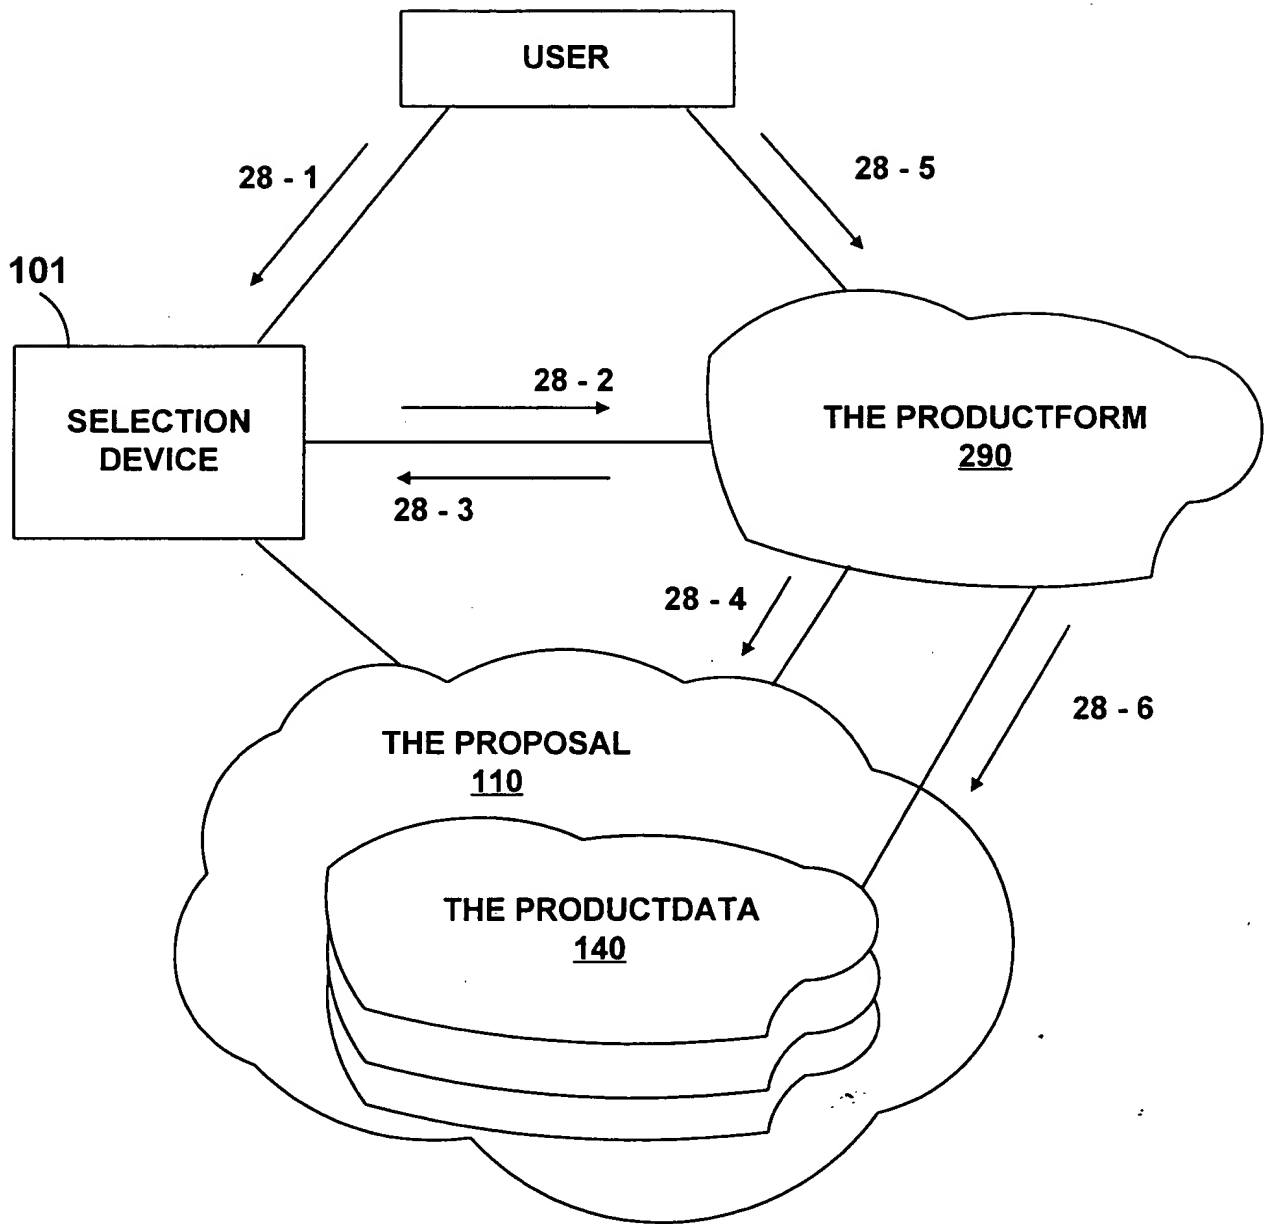 USER
28 - 1
28 - 5
101
28 - 2
SELECTION
DEVICE
THE PRODUCTFORM
290
28 - 3
28 - 4
28 - 6
THE PROPOSAL
110
THE PRODUCTDATA
140